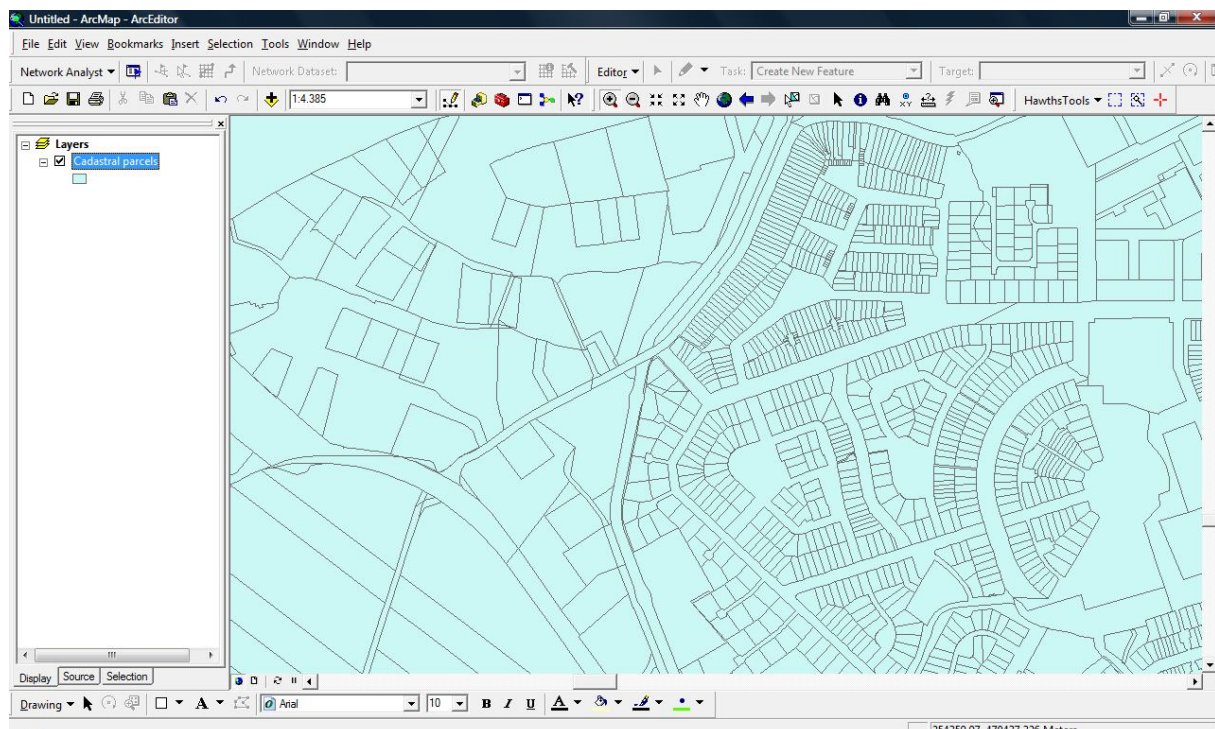 Untitled - ArcMap - ArcEditor
File Edit View Bookmarks Insert Selection Tools Window Help
Network Analyst Network Dataset: Editor Task: Create New Feature Target:
1:4.385 HawthsTools
Layers
Cadastral parcels
Display Source Selection
Drawing A Arial 10 B I U A